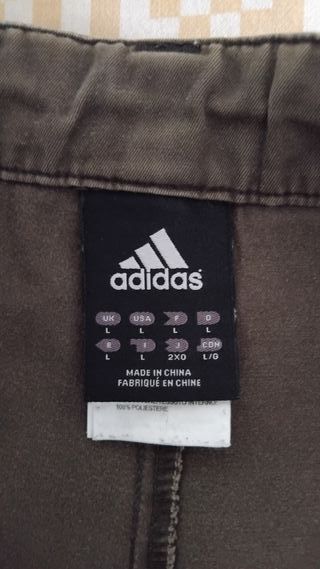 adidas
UK USA F D
L L L L
E I J CDN
L L 2XO L/G
MADE IN CHINA
FABRIQUÉ EN CHINE
100% POLIESTERE